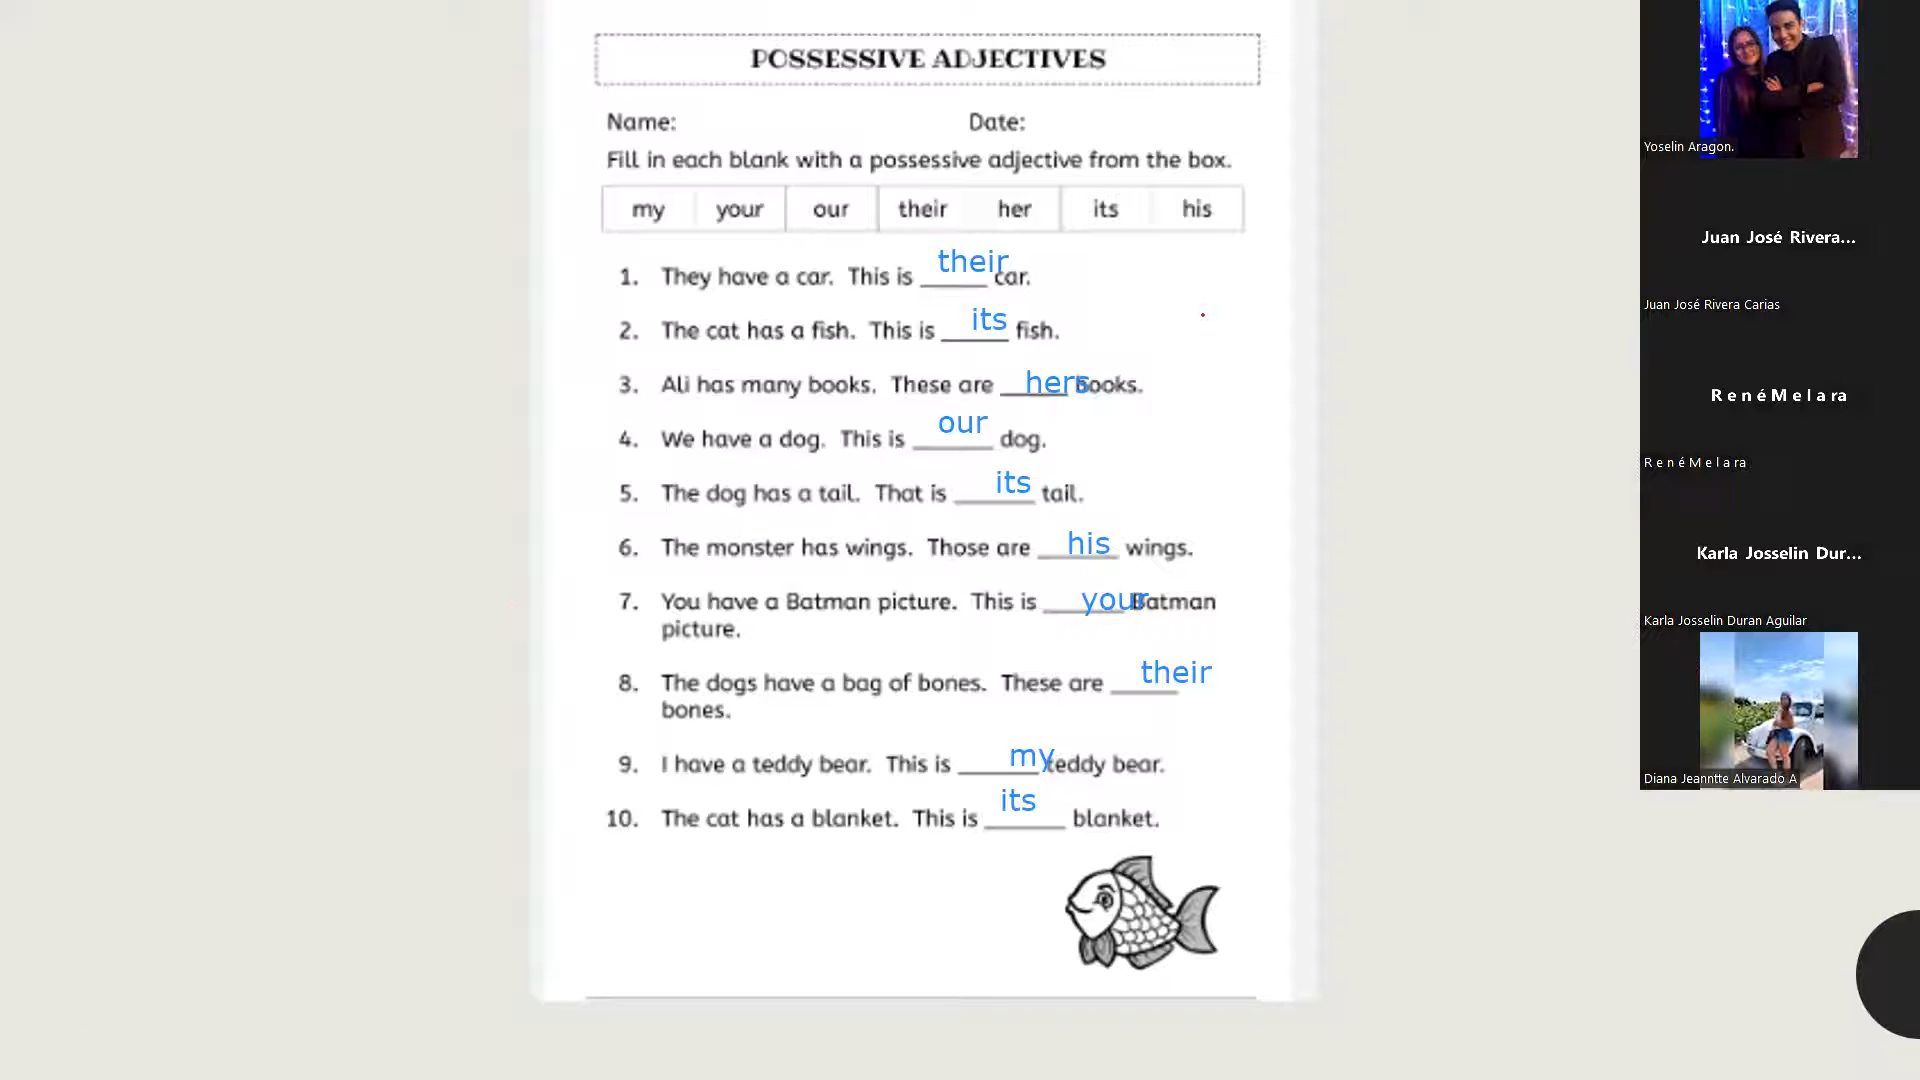 POSSESSIVE ADJECTIVES
Name: Date:
Fill in each blank with a possessive adjective from the box.
my your our their her its his
1. They have a car. This is their car.
2. The cat has a fish. This is its fish.
3. Ali has many books. These are hers books.
4. We have a dog. This is our dog.
5. The dog has a tail. That is its tail.
6. The monster has wings. Those are his wings.
7. You have a Batman picture. This is your Batman
picture.
8. The dogs have a bag of bones. These are their
bones.
9. I have a teddy bear. This is my teddy bear.
10. The cat has a blanket. This is its blanket.
Yoselin Aragon.
Juan José Rivera...
Juan José Rivera Carias
R e n é M e l a ra
R e n é M e l a ra
Karla Josselin Dur...
Karla Josselin Duran Aguilar
Diana Jeanntte Alvarado A